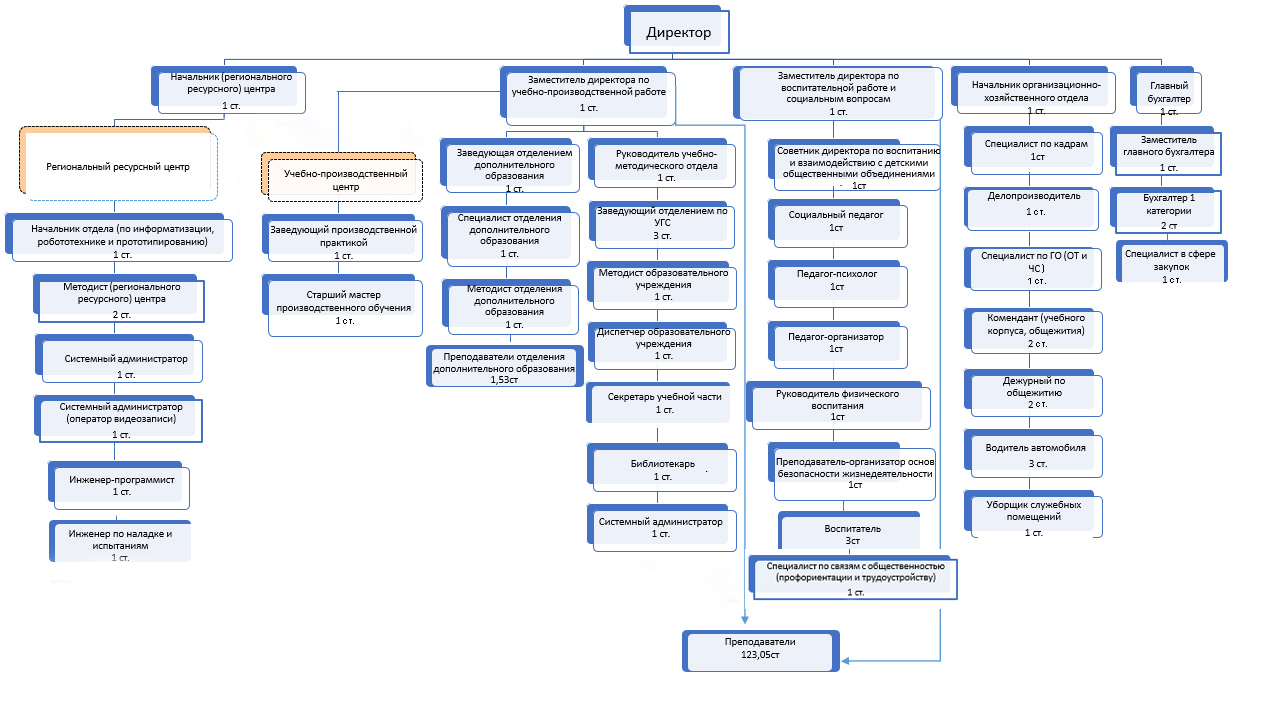 Директор
Начальник (регионального
ресурсного) центра
1 ст.
Региональный ресурсный центр
Начальник отдела (по информатизации,
робототехнике и прототипированию)
1 ст.
Методист (регионального
ресурсного) центра
2 ст.
Системный администратор
1 ст.
Системный администратор
(оператор видеозаписи)
1 ст.
Инженер-программист
1 ст.
Инженер по наладке и
испытаниям
1 ст.
Заместитель директора по
учебно-производственной работе
1 ст.
Учебно-производственный
центр
Заведующий производственной
практикой
1 ст.
Старший мастер
производственного обучения
1 ст.
Заведующая отделением
дополнительного
образования
1 ст.
Специалист отделения
дополнительного
образования
1 ст.
Методист отделения
дополнительного
образования
1 ст.
Преподаватели отделения
дополнительного образования
1,53ст
Руководитель учебно-
методического отдела
1 ст.
Заведующий отделением по
УГС
3 ст.
Методист образовательного
учреждения
1 ст.
Диспетчер образовательного
учреждения
1 ст.
Секретарь учебной части
1 ст.
Библиотекарь
1 ст.
Системный администратор
1 ст.
Заместитель директора по
воспитательной работе и
социальным вопросам
1 ст.
Советник директора по воспитанию
и взаимодействию с детскими
общественными объединениями
1ст
Социальный педагог
1ст
Педагог-психолог
1ст
Педагог-организатор
1ст
Руководитель физического
воспитания
1ст
Преподаватель-организатор основ
безопасности жизнедеятельности
1ст
Воспитатель
3ст
Специалист по связям с общественностью
(профориентации и трудоустройству)
1 ст.
Преподаватели
123,05ст
Начальник организационно-
хозяйственного отдела
1 ст.
Специалист по кадрам
1ст
Делопроизводитель
1 ст.
Специалист по ГО (ОТ и
ЧС)
1 ст.
Комендант (учебного
корпуса, общежития)
2 ст.
Дежурный по
общежитию
2 ст.
Водитель автомобиля
3 ст.
Уборщик служебных
помещений
1 ст.
Главный
бухгалтер
1 ст.
Заместитель
главного бухгалтера
1 ст.
Бухгалтер 1
категории
2 ст
Специалист в сфере
закупок
1 ст.